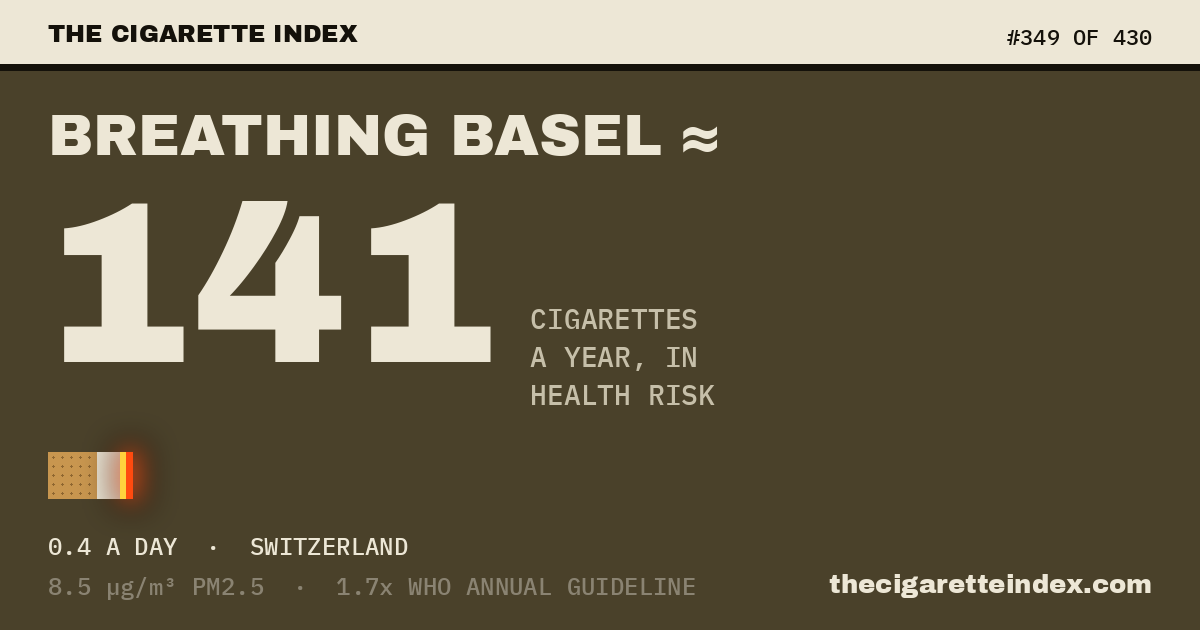 THE CIGARETTE INDEX
#349 OF 430
BREATHING BASEL ≈
141
CIGARETTES
A YEAR, IN
HEALTH RISK
0.4 A DAY · SWITZERLAND
8.5 µg/m³ PM2.5 · 1.7x WHO ANNUAL GUIDELINE
thecigaretteindex.com